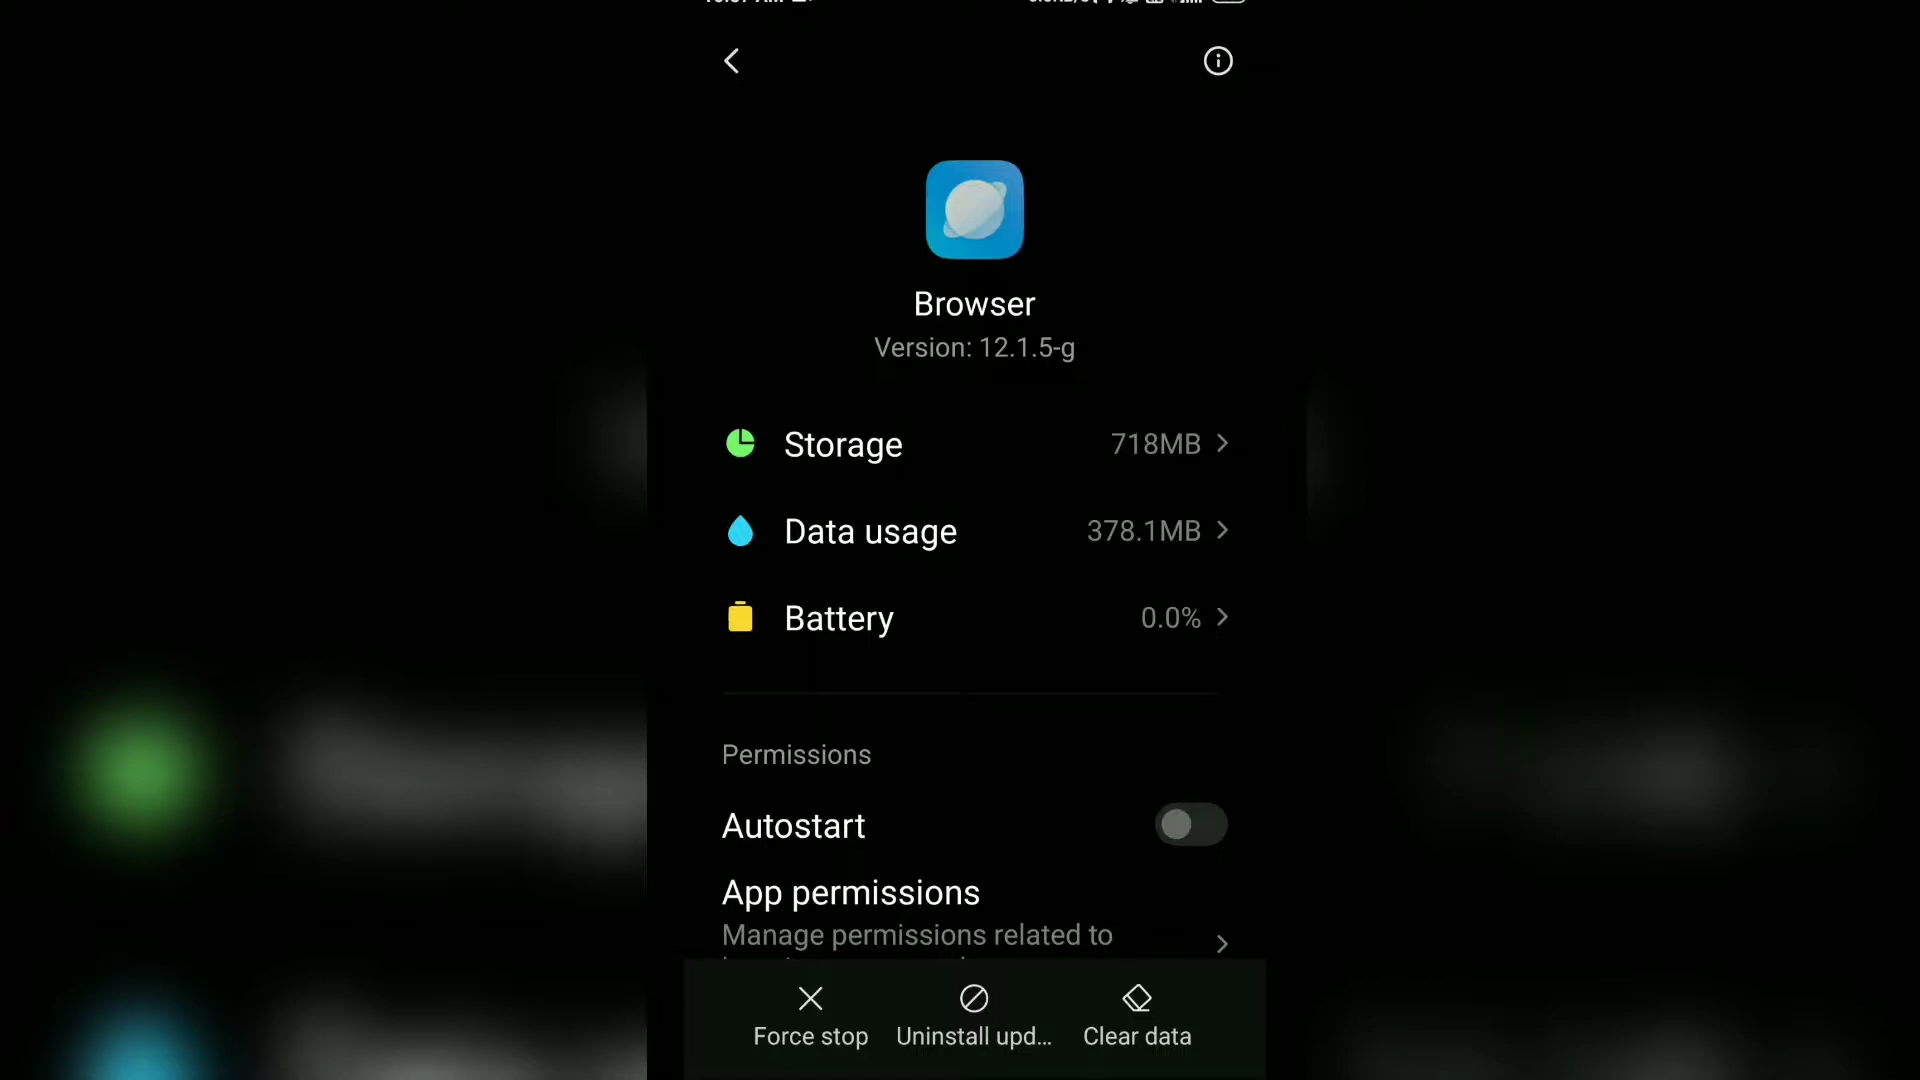 Browser
Version: 12.1.5-g
Storage 718MB
Data usage 378.1MB
Battery 0.0%
Permissions
Autostart
App permissions
Manage permissions related to
Force stop Uninstall upd... Clear data